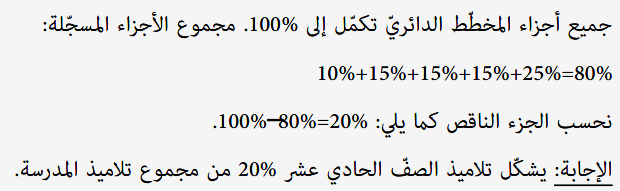 جميع أجزاء المخطّط الدائريّ تكمّل إلى 100%. مجموع الأجزاء المسجّلة:
10%+15%+15%+15%+25%=80%
نحسب الجزء الناقص كما يلي: 100%−80%=20%.
الإجابة: يشكّل تلاميذ الصفّ الحادي عشر 20% من مجموع تلاميذ المدرسة.